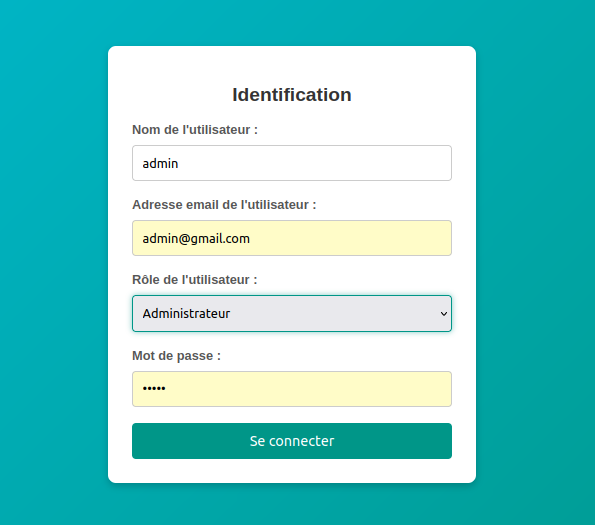 Identification
Nom de l'utilisateur :
admin
Adresse email de l'utilisateur :
admin@gmail.com
Rôle de l'utilisateur :
Administrateur
Mot de passe :
•••••
Se connecter